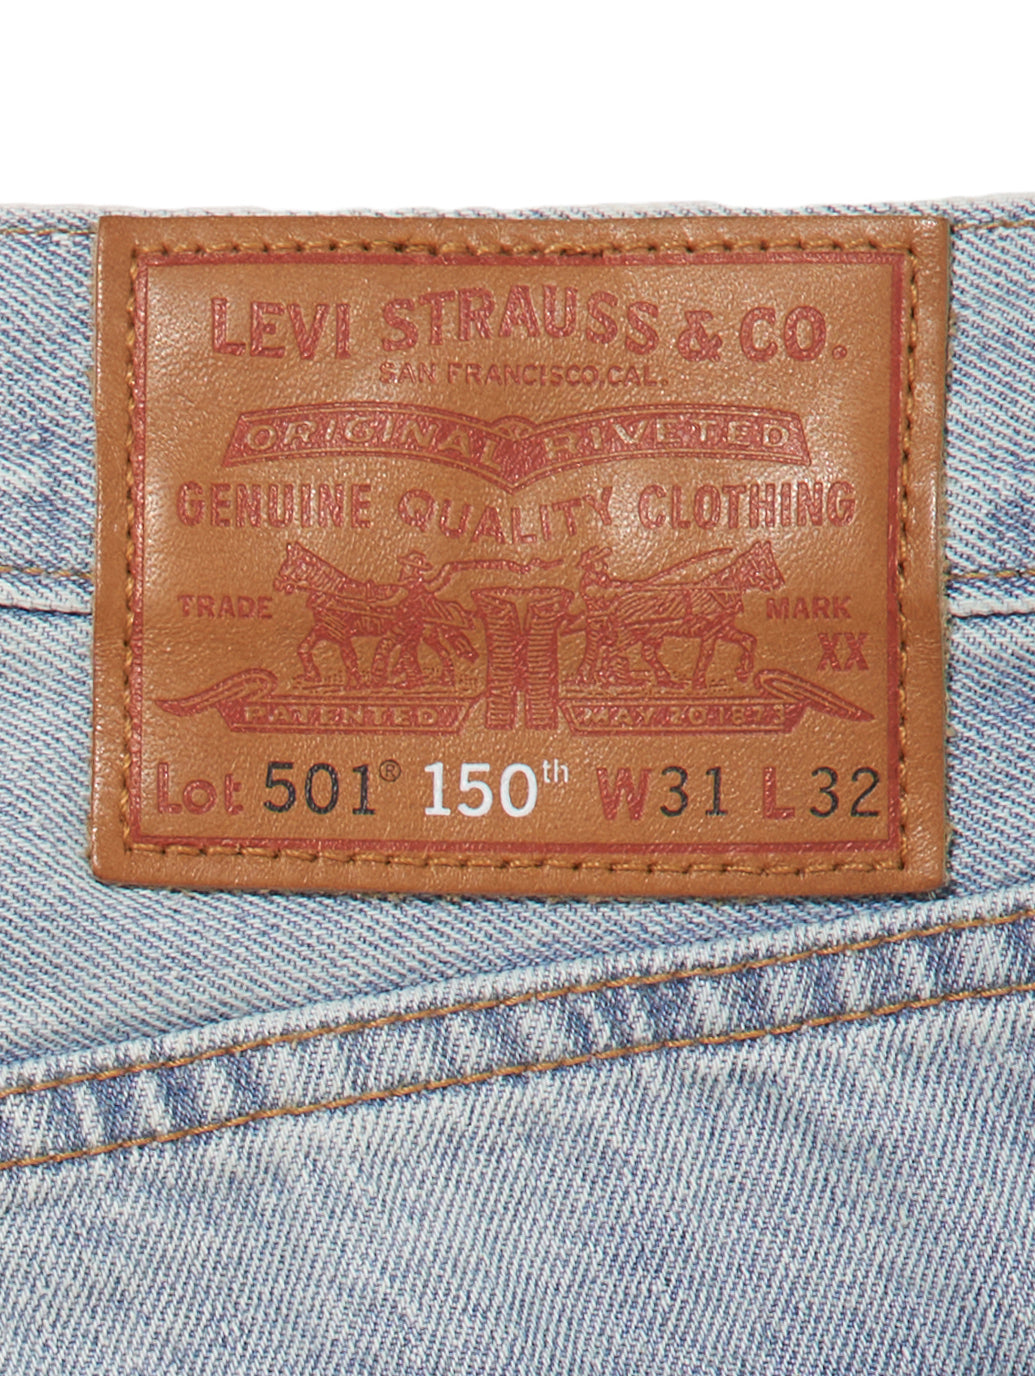 LEVI STRAUSS & CO.
SAN FRANCISCO, CAL.
ORIGINAL RIVETED
GENUINE QUALITY CLOTHING
TRADE MARK
XX
PATENTED MAY 20 1873
Lot 501® 150th W31 L32